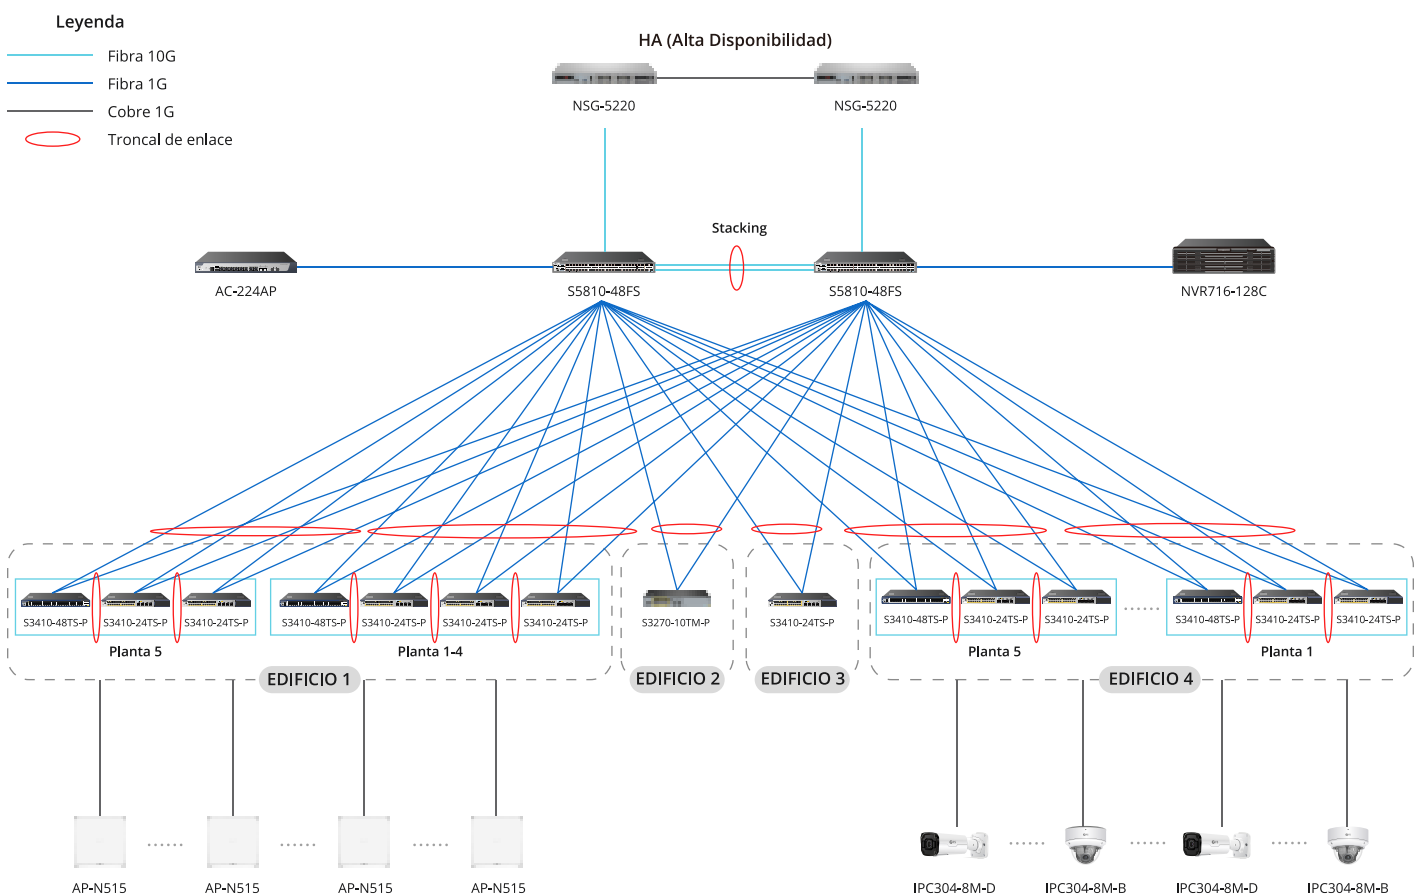 Leyenda
Fibra 10G
Fibra 1G
Cobre 1G
Troncal de enlace
HA (Alta Disponibilidad)
NSG-5220 NSG-5220
Stacking
AC-224AP S5810-48FS S5810-48FS NVR716-128C
S3410-48TS-P S3410-24TS-P S3410-24TS-P S3410-48TS-P S3410-24TS-P S3410-24TS-P S3410-24TS-P S3270-10TM-P S3410-24TS-P S3410-48TS-P S3410-24TS-P S3410-24TS-P S3410-48TS-P S3410-24TS-P S3410-24TS-P
Planta 5 Planta 1-4 Planta 5 Planta 1
EDIFICIO 1 EDIFICIO 2 EDIFICIO 3 EDIFICIO 4
AP-N515 AP-N515 AP-N515 AP-N515 IPC304-8M-D IPC304-8M-B IPC304-8M-D IPC304-8M-B